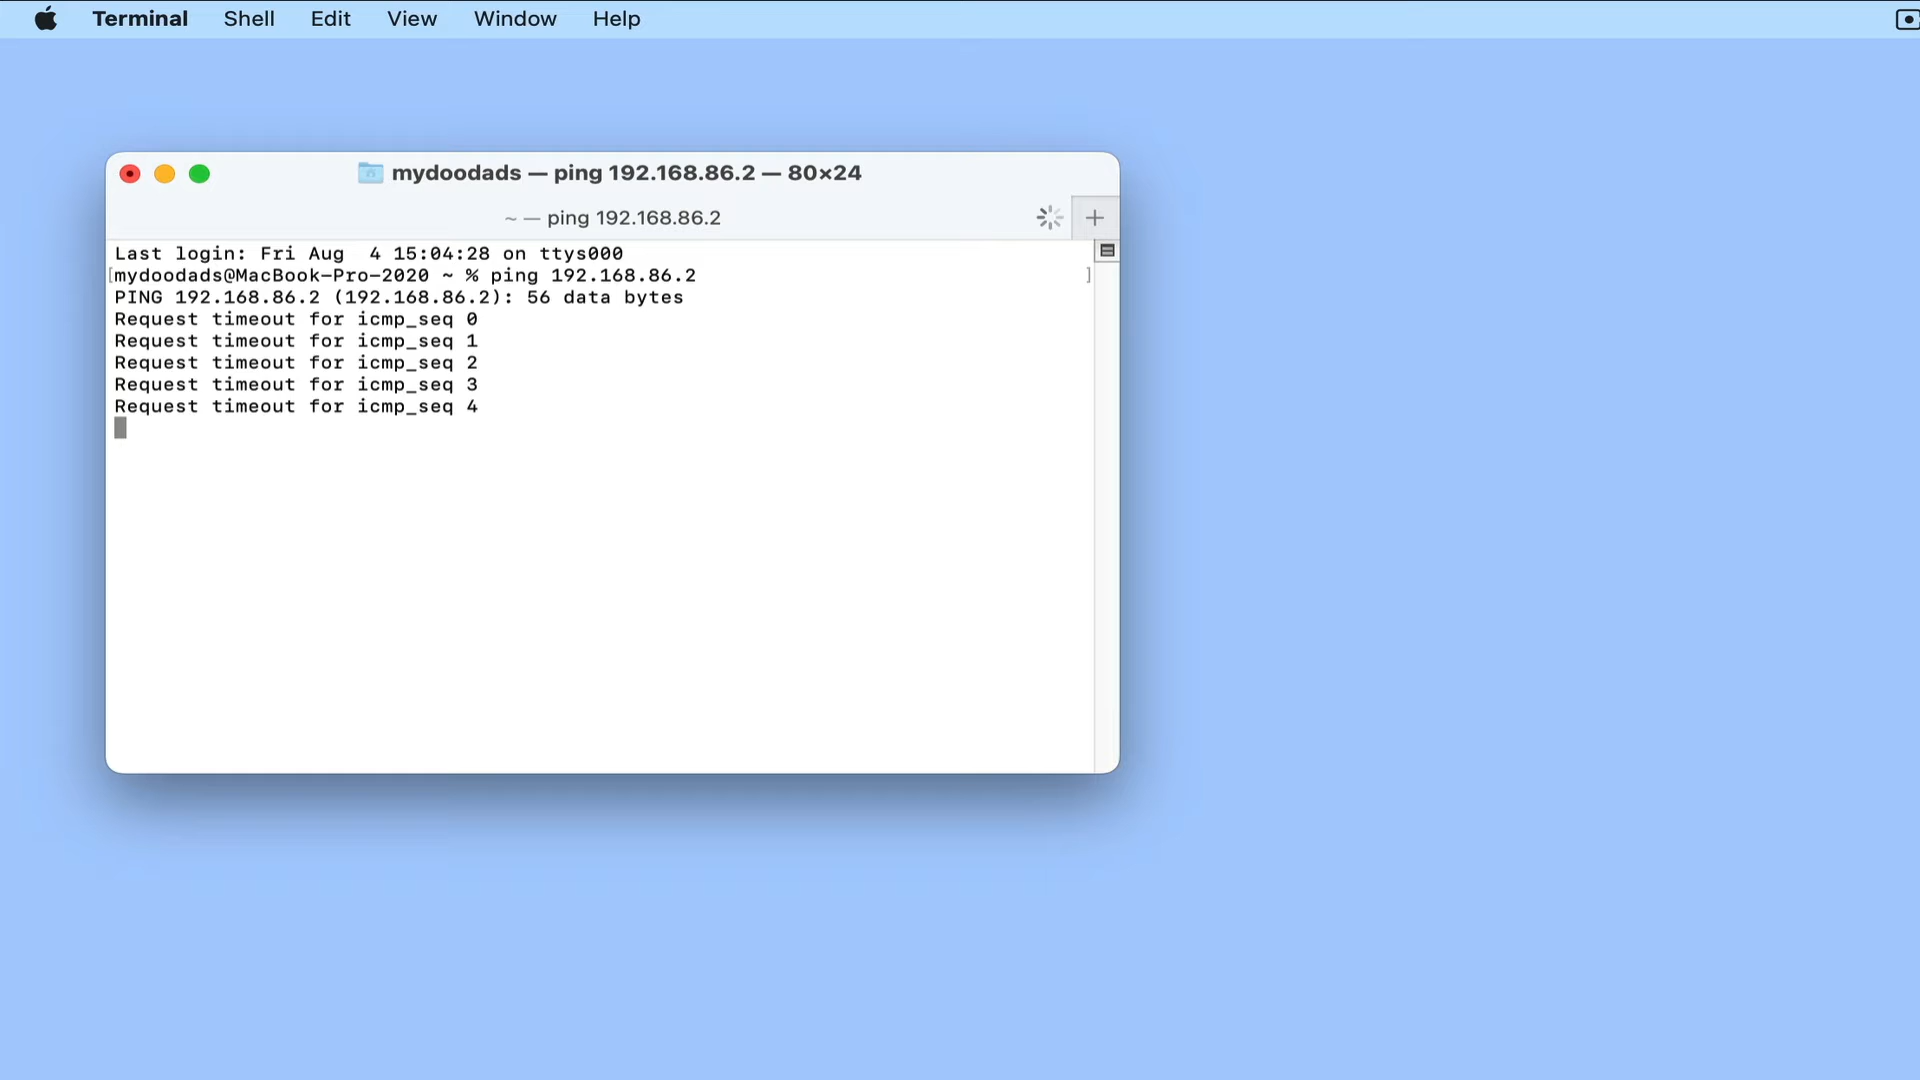 Terminal Shell Edit View Window Help
mydoodads — ping 192.168.86.2 — 80×24
~ — ping 192.168.86.2
Last login: Fri Aug  4 15:04:28 on ttys000
[mydoodads@MacBook-Pro-2020 ~ % ping 192.168.86.2 ]
PING 192.168.86.2 (192.168.86.2): 56 data bytes
Request timeout for icmp_seq 0
Request timeout for icmp_seq 1
Request timeout for icmp_seq 2
Request timeout for icmp_seq 3
Request timeout for icmp_seq 4